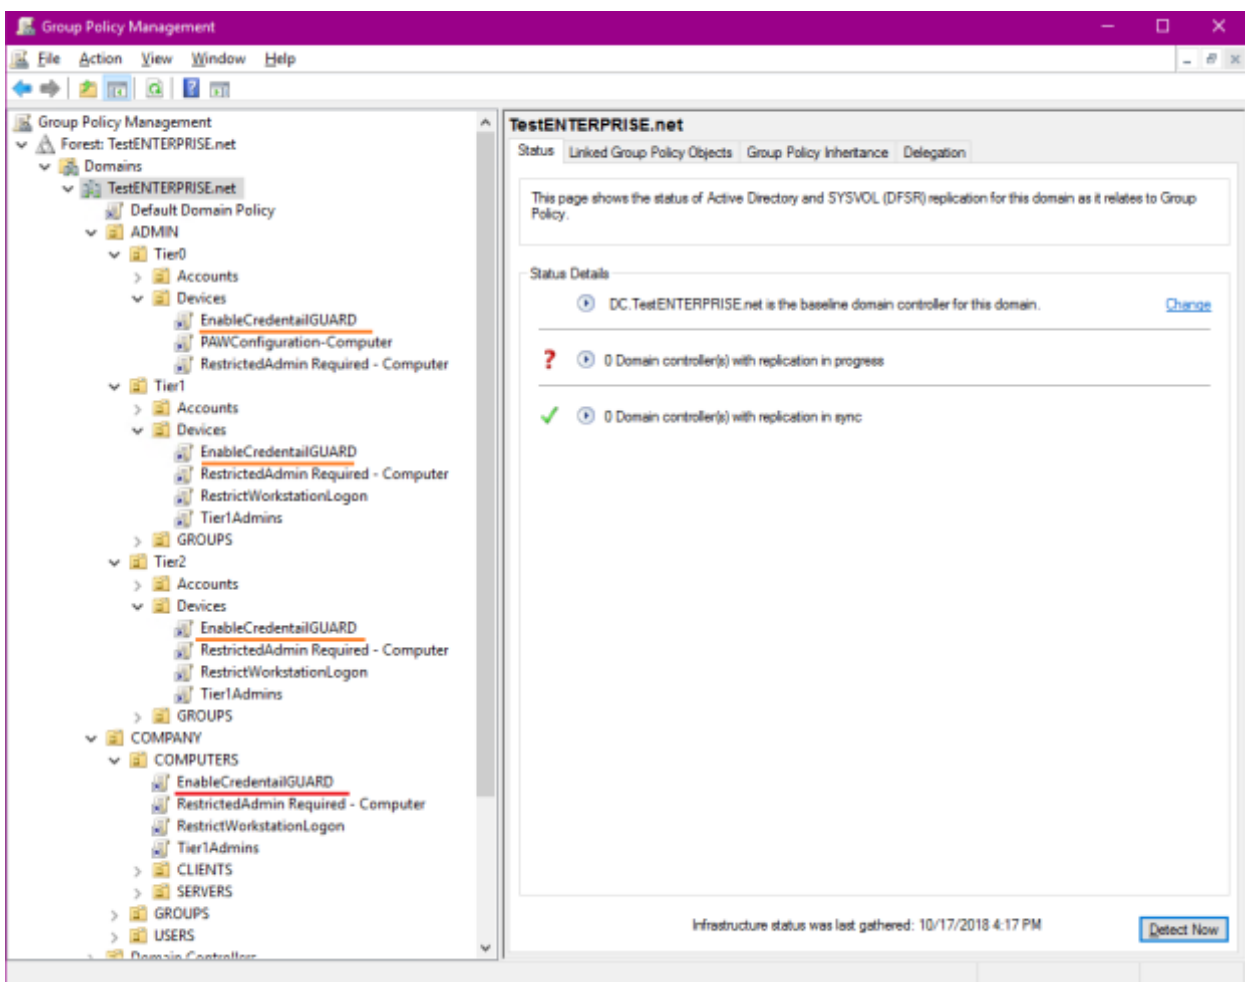 Group Policy Management
File Action View Window Help
Group Policy Management
Forest: TestENTERPRISE.net
Domains
TestENTERPRISE.net
Default Domain Policy
ADMIN
Tier0
Accounts
Devices
EnableCredentailGUARD
PAWConfiguration-Computer
RestrictedAdmin Required - Computer
Tier1
Accounts
Devices
EnableCredentailGUARD
RestrictedAdmin Required - Computer
RestrictWorkstationLogon
Tier1Admins
GROUPS
Tier2
Accounts
Devices
EnableCredentailGUARD
RestrictedAdmin Required - Computer
RestrictWorkstationLogon
Tier1Admins
GROUPS
COMPANY
COMPUTERS
EnableCredentailGUARD
RestrictedAdmin Required - Computer
RestrictWorkstationLogon
Tier1Admins
CLIENTS
SERVERS
GROUPS
USERS
Domain Controllers
TestENTERPRISE.net
Status Linked Group Policy Objects Group Policy Inheritance Delegation
This page shows the status of Active Directory and SYSVOL (DFSR) replication for this domain as it relates to Group
Policy.
Status Details
DC.TestENTERPRISE.net is the baseline domain controller for this domain. Change
0 Domain controller(s) with replication in progress
0 Domain controller(s) with replication in sync
Infrastructure status was last gathered: 10/17/2018 4:17 PM
Detect Now